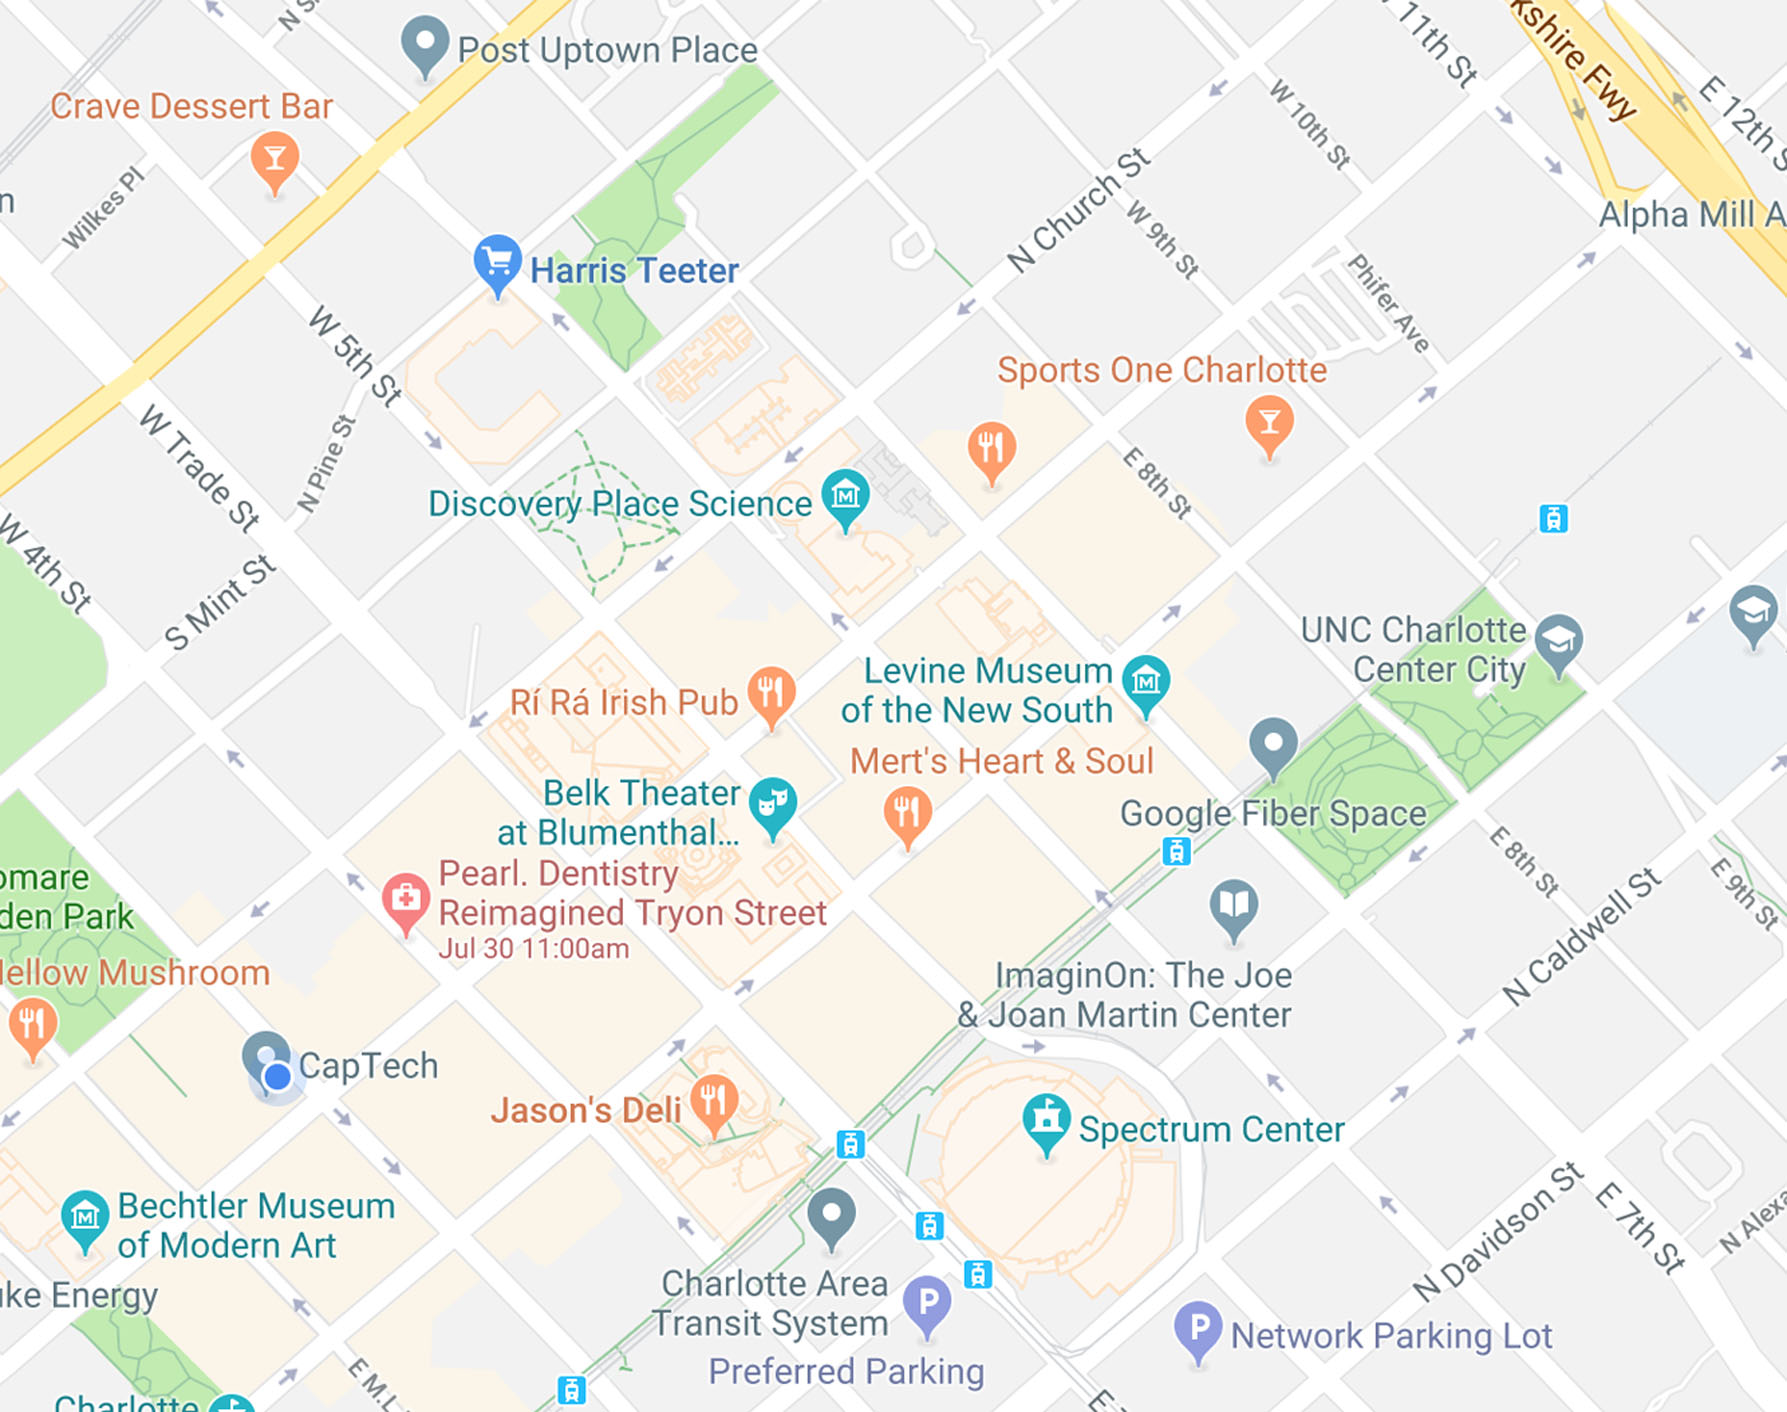 N S
Post Uptown Place
Crave Dessert Bar
Wilkes Pl
n
Harris Teeter
W 5th St
W Trade St
N Pine St
W 4th St
S Mint St
N Church St
W 9th St
W 10th St
W 11th St
kshire Fwy
E 12th S
Alpha Mill A
Phifer Ave
Sports One Charlotte
E 8th St
Discovery Place Science
UNC Charlotte
Center City
Levine Museum
of the New South
Rí Rá Irish Pub
Mert's Heart & Soul
Belk Theater
at Blumenthal...
Google Fiber Space
Pearl. Dentistry
Reimagined Tryon Street
Jul 30 11:00am
omare
den Park
ellow Mushroom
E 8th St
E 9th St
N Caldwell St
ImaginOn: The Joe
& Joan Martin Center
CapTech
Jason's Deli
Spectrum Center
Bechtler Museum
of Modern Art
ke Energy
Charlotte Area
Transit System
P
Preferred Parking
P
Network Parking Lot
N Davidson St
E 7th St
N Alexa
E M.L.
Charlotte
E